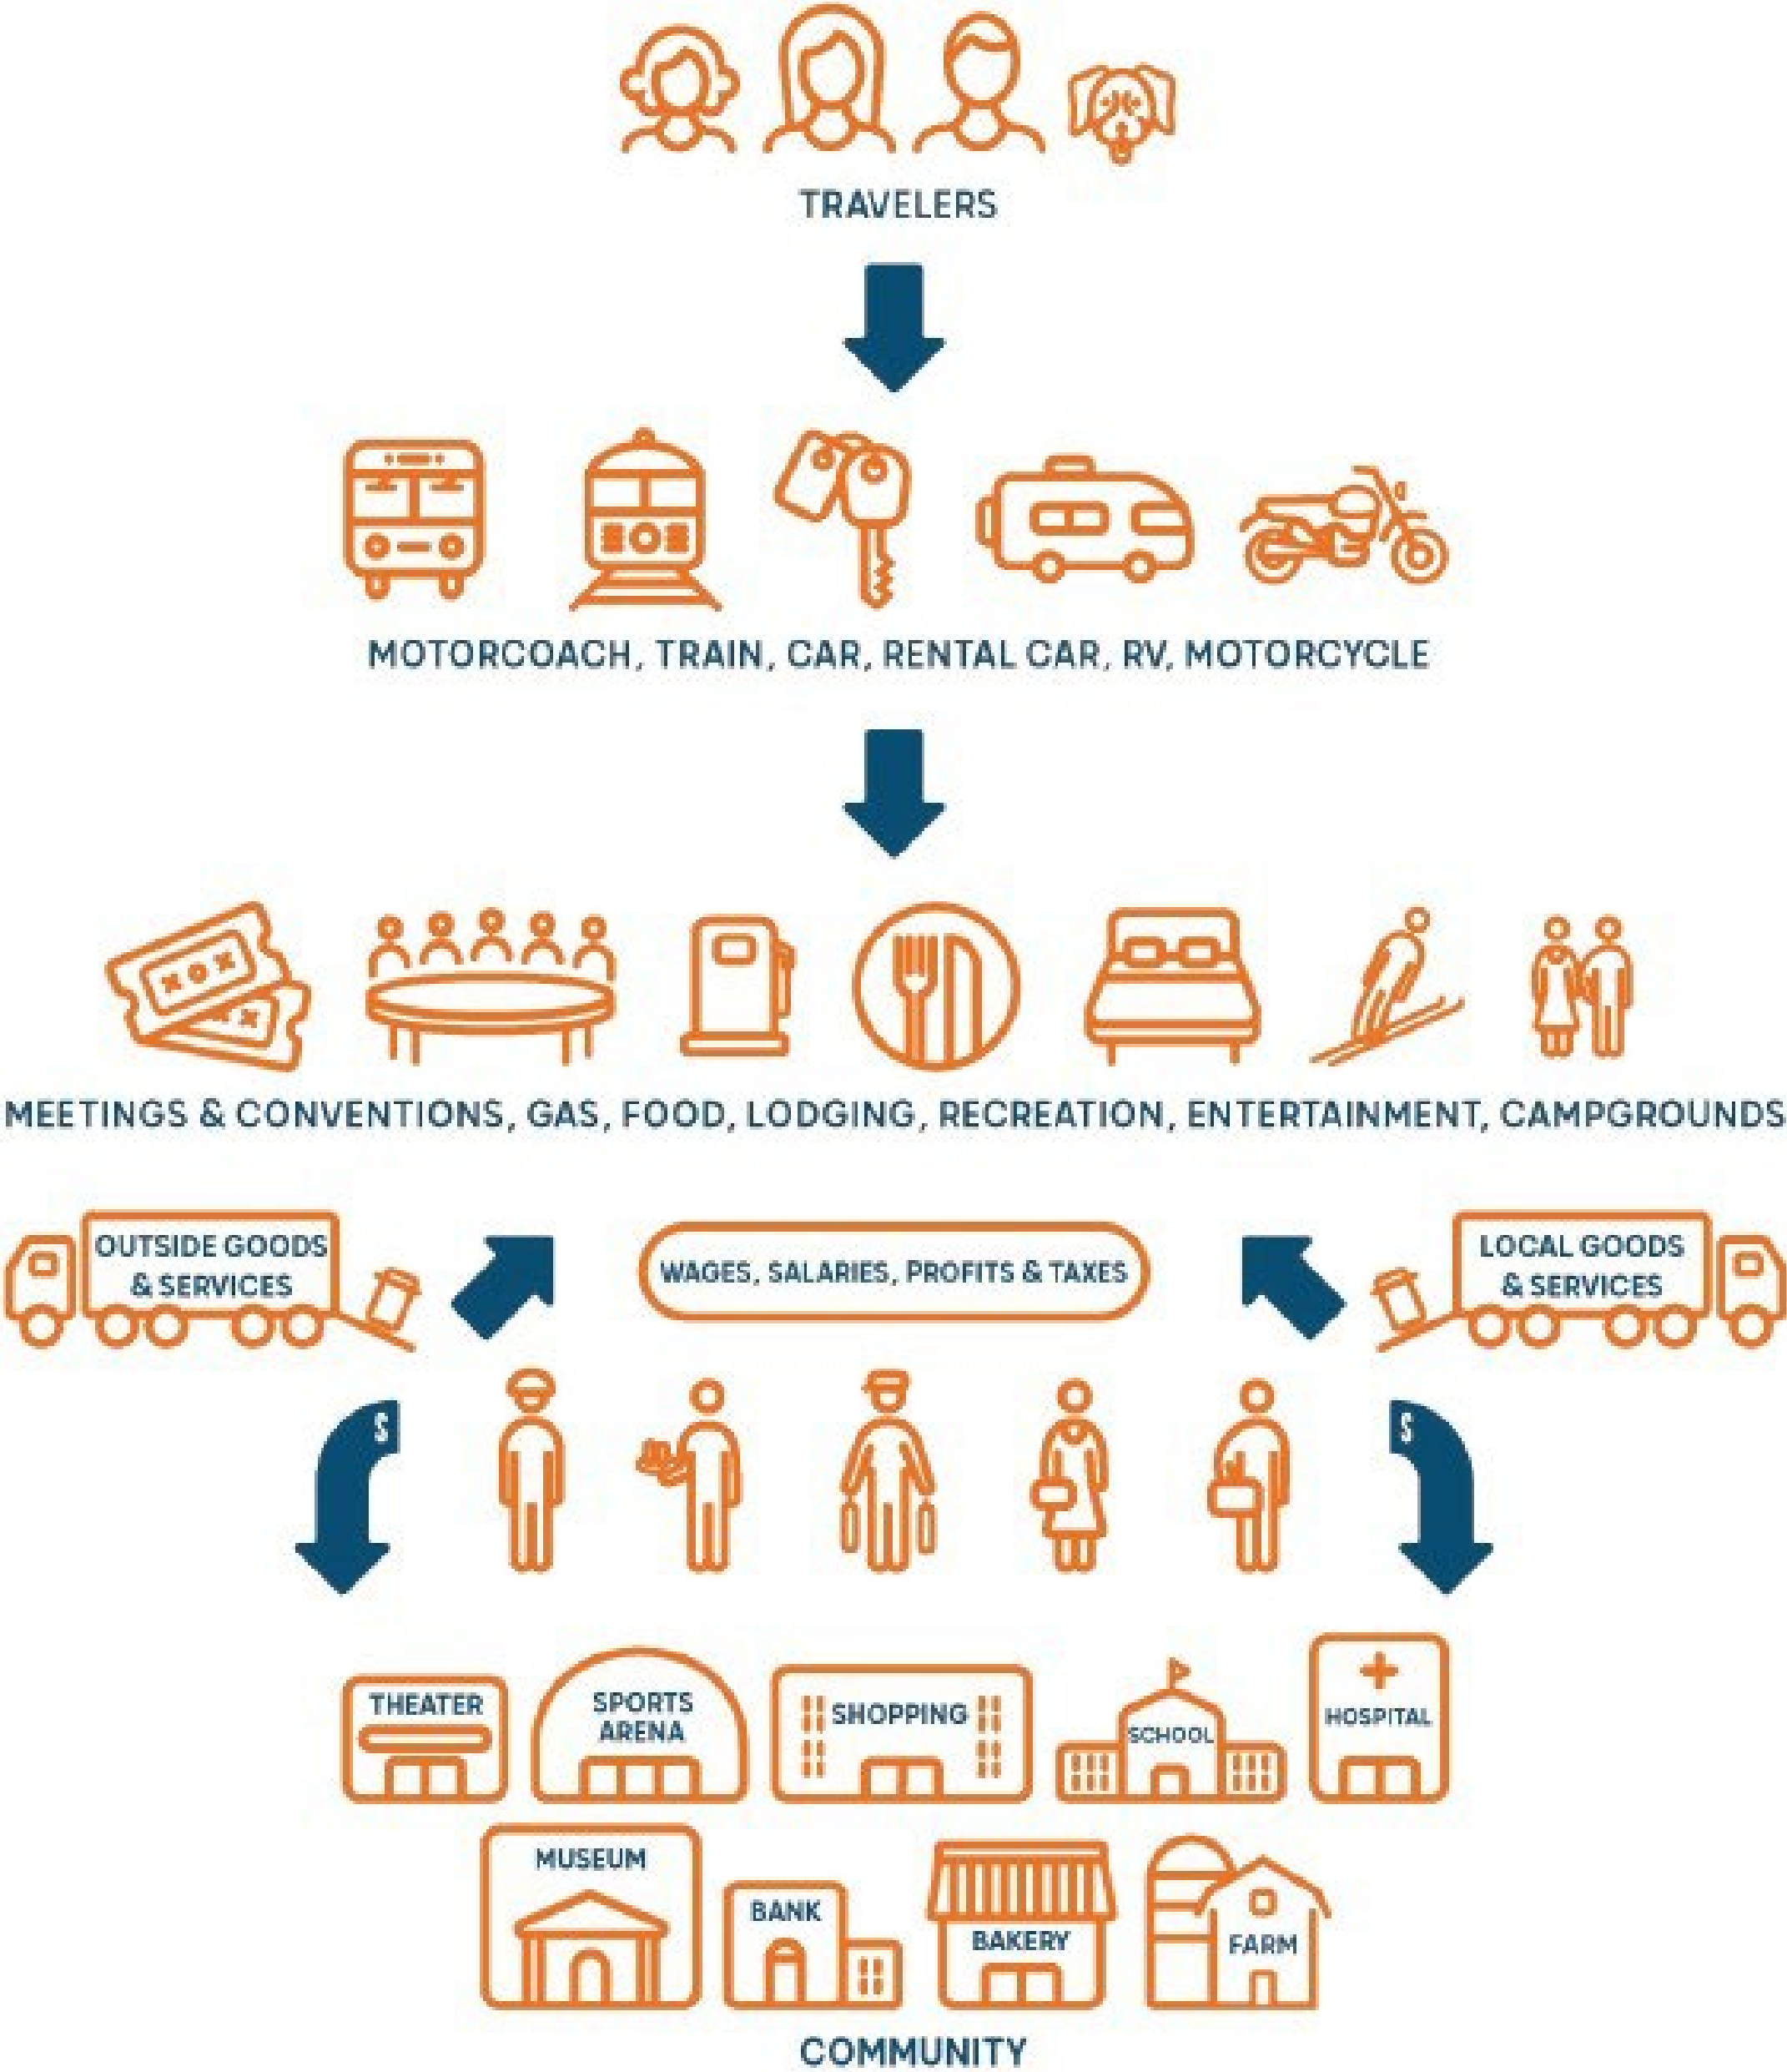 TRAVELERS
MOTORCOACH, TRAIN, CAR, RENTAL CAR, RV, MOTORCYCLE
MEETINGS & CONVENTIONS, GAS, FOOD, LODGING, RECREATION, ENTERTAINMENT, CAMPGROUNDS
OUTSIDE GOODS
& SERVICES
WAGES, SALARIES, PROFITS & TAXES
LOCAL GOODS
& SERVICES
$
$
THEATER
SPORTS
ARENA
SHOPPING
SCHOOL
HOSPITAL
MUSEUM
BANK
BAKERY
FARM
COMMUNITY